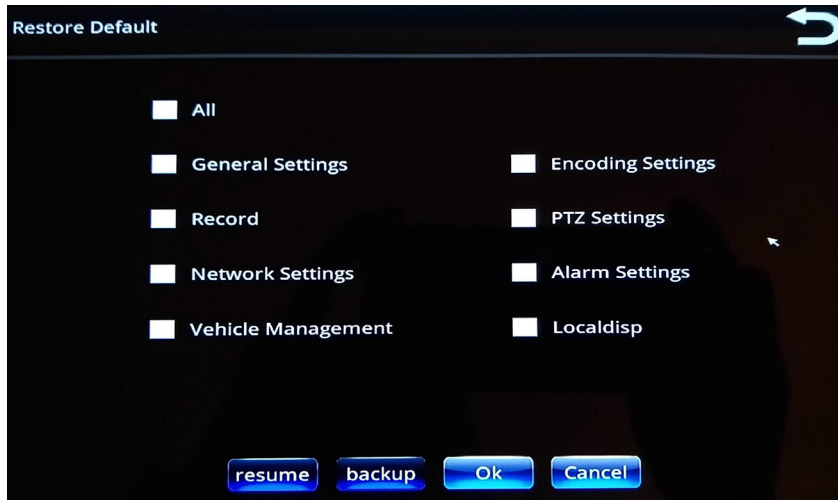 Restore Default
All
General Settings Encoding Settings
Record PTZ Settings
Network Settings Alarm Settings
Vehicle Management Localdisp
resume backup Ok Cancel